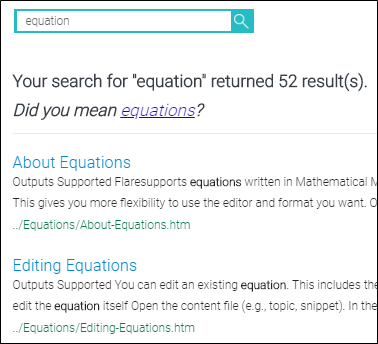 equation
Your search for "equation" returned 52 result(s).
Did you mean equations?
About Equations
Outputs Supported Flaresupports equations written in Mathematical M
This gives you more flexibility to use the editor and format you want. O
../Equations/About-Equations.htm
Editing Equations
Outputs Supported You can edit an existing equation. This includes the
edit the equation itself Open the content file (e.g., topic, snippet). In the
../Equations/Editing-Equations.htm